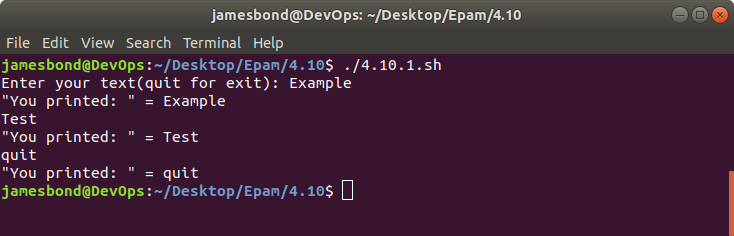 jamesbond@DevOps: ~/Desktop/Epam/4.10
File Edit View Search Terminal Help
jamesbond@DevOps:~/Desktop/Epam/4.10$ ./4.10.1.sh
Enter your text(quit for exit): Example
"You printed: " = Example
Test
"You printed: " = Test
quit
"You printed: " = quit
jamesbond@DevOps:~/Desktop/Epam/4.10$